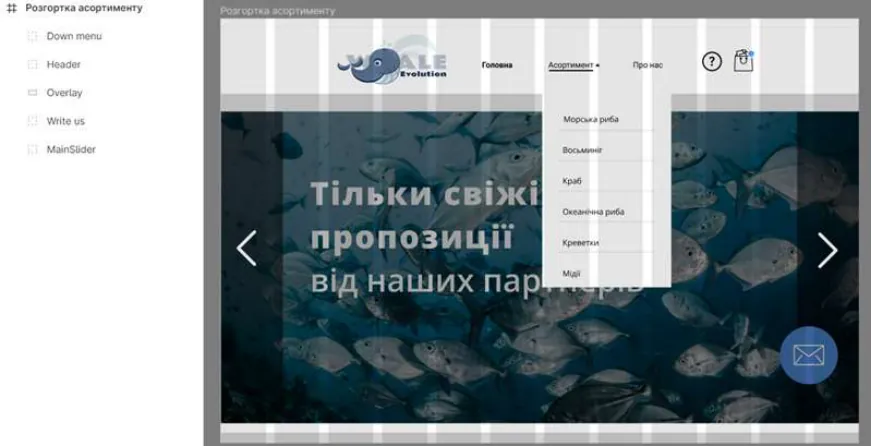 Розгортка асортименту
Down menu
Header
Overlay
Write us
MainSlider
Розгортка асортименту
WHALE
Evolution
Головна
Асортимент
Про нас
?
Морська риба
Восьминіг
Краб
Океанічна риба
Креветки
Мідії
Тільки свіжі
пропозиції
від наших партнерів